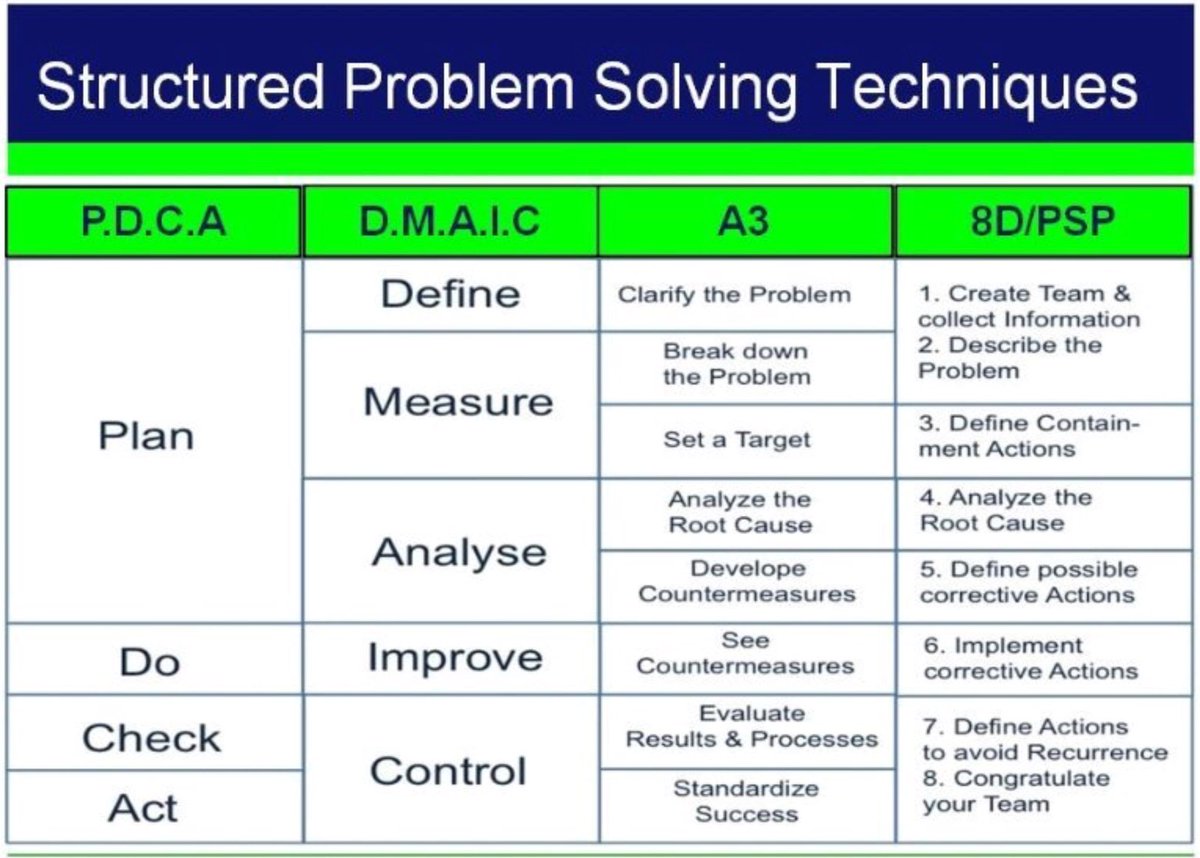 Structured Problem Solving Techniques
P.D.C.A
D.M.A.I.C
A3
8D/PSP
Plan
Do
Check
Act
Define
Measure
Analyse
Improve
Control
Clarify the Problem
Break down
the Problem
Set a Target
Analyze the
Root Cause
Develope
Countermeasures
See
Countermeasures
Evaluate
Results & Processes
Standardize
Success
1. Create Team &
collect Information
2. Describe the
Problem
3. Define Contain-
ment Actions
4. Analyze the
Root Cause
5. Define possible
corrective Actions
6. Implement
corrective Actions
7. Define Actions
to avoid Recurrence
8. Congratulate
your Team